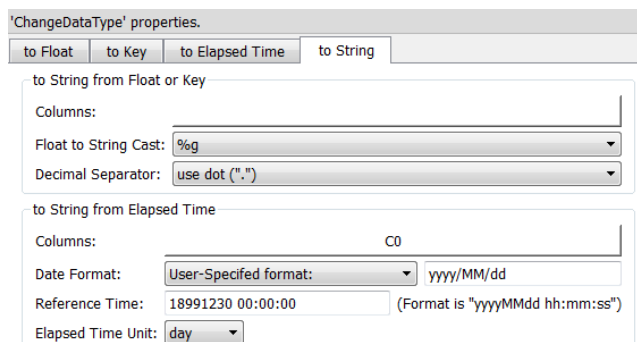 'ChangeDataType' properties.
to Float to Key to Elapsed Time to String
to String from Float or Key
Columns:
Float to String Cast: %g
Decimal Separator: use dot (".")
to String from Elapsed Time
Columns: C0
Date Format: User-Specifed format: yyyy/MM/dd
Reference Time: 18991230 00:00:00 (Format is "yyyyMMdd hh:mm:ss")
Elapsed Time Unit: day